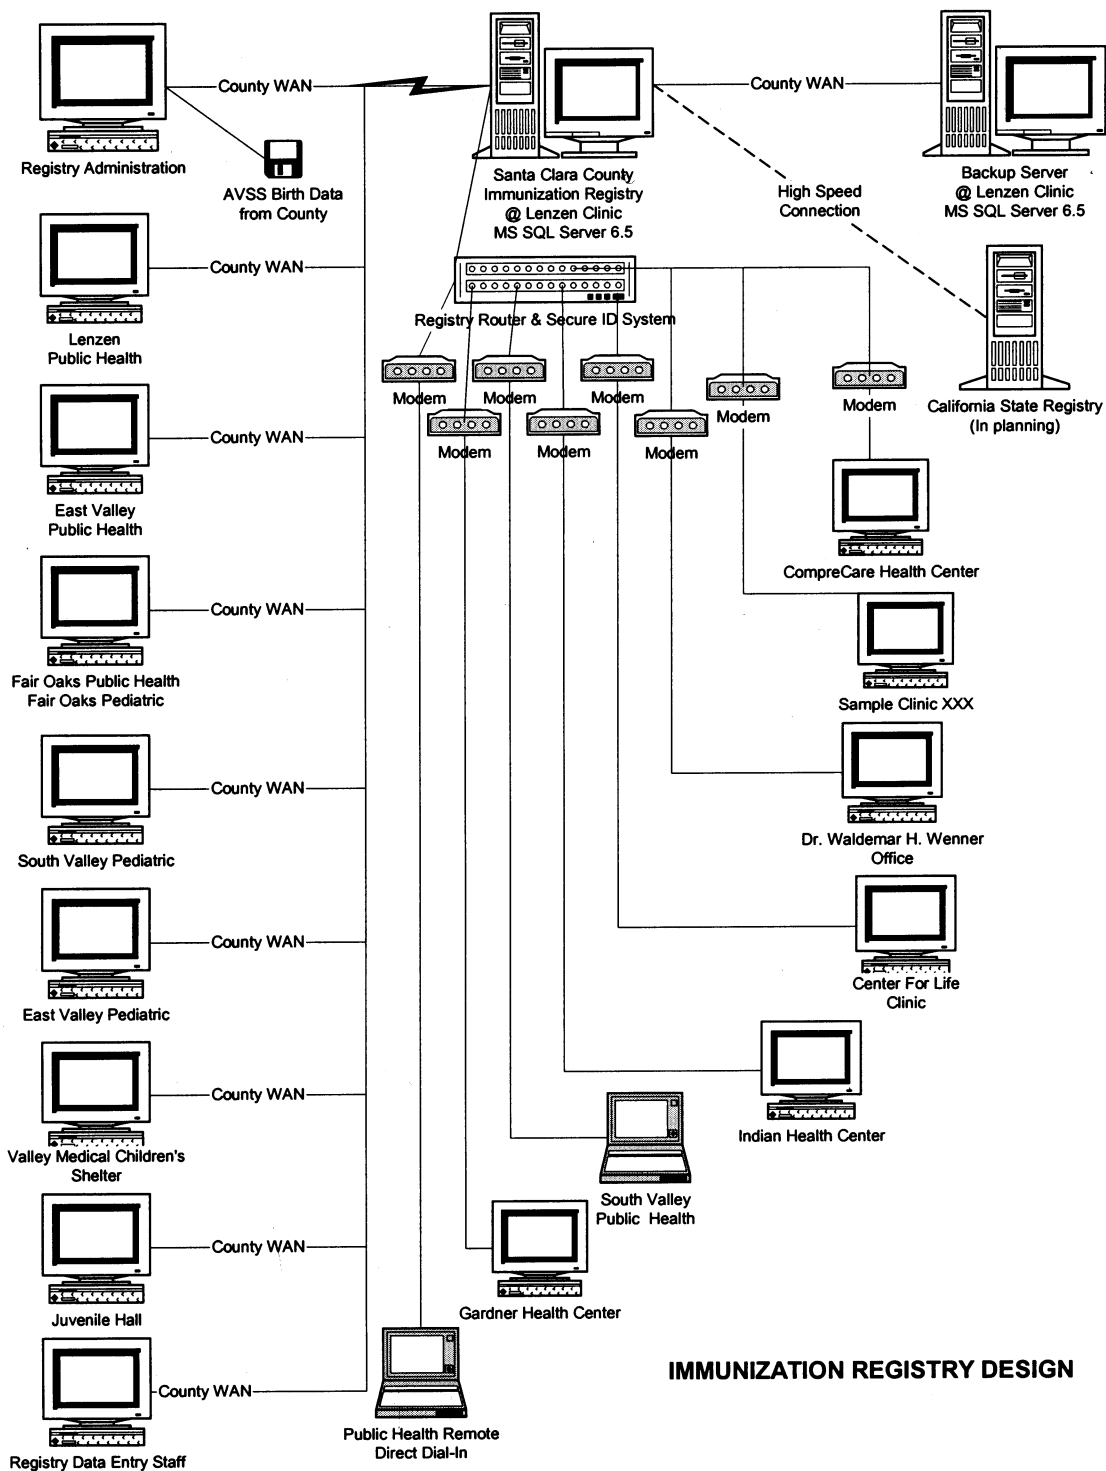 County WAN
County WAN
Registry Administration
AVSS Birth Data
from County
Santa Clara County
Immunization Registry
@ Lenzen Clinic
MS SQL Server 6.5
High Speed
Connection
Backup Server
@ Lenzen Clinic
MS SQL Server 6.5
County WAN
Lenzen
Public Health
Registry Router & Secure ID System
Modem
Modem
Modem
Modem
Modem
Modem
Modem
Modem
California State Registry
(In planning)
County WAN
East Valley
Public Health
CompreCare Health Center
County WAN
Fair Oaks Public Health
Fair Oaks Pediatric
Sample Clinic XXX
County WAN
South Valley Pediatric
Dr. Waldemar H. Wenner
Office
County WAN
East Valley Pediatric
Center For Life
Clinic
County WAN
Valley Medical Children's
Shelter
Indian Health Center
South Valley
Public Health
County WAN
Juvenile Hall
Gardner Health Center
IMMUNIZATION REGISTRY DESIGN
County WAN
Registry Data Entry Staff
Public Health Remote
Direct Dial-In